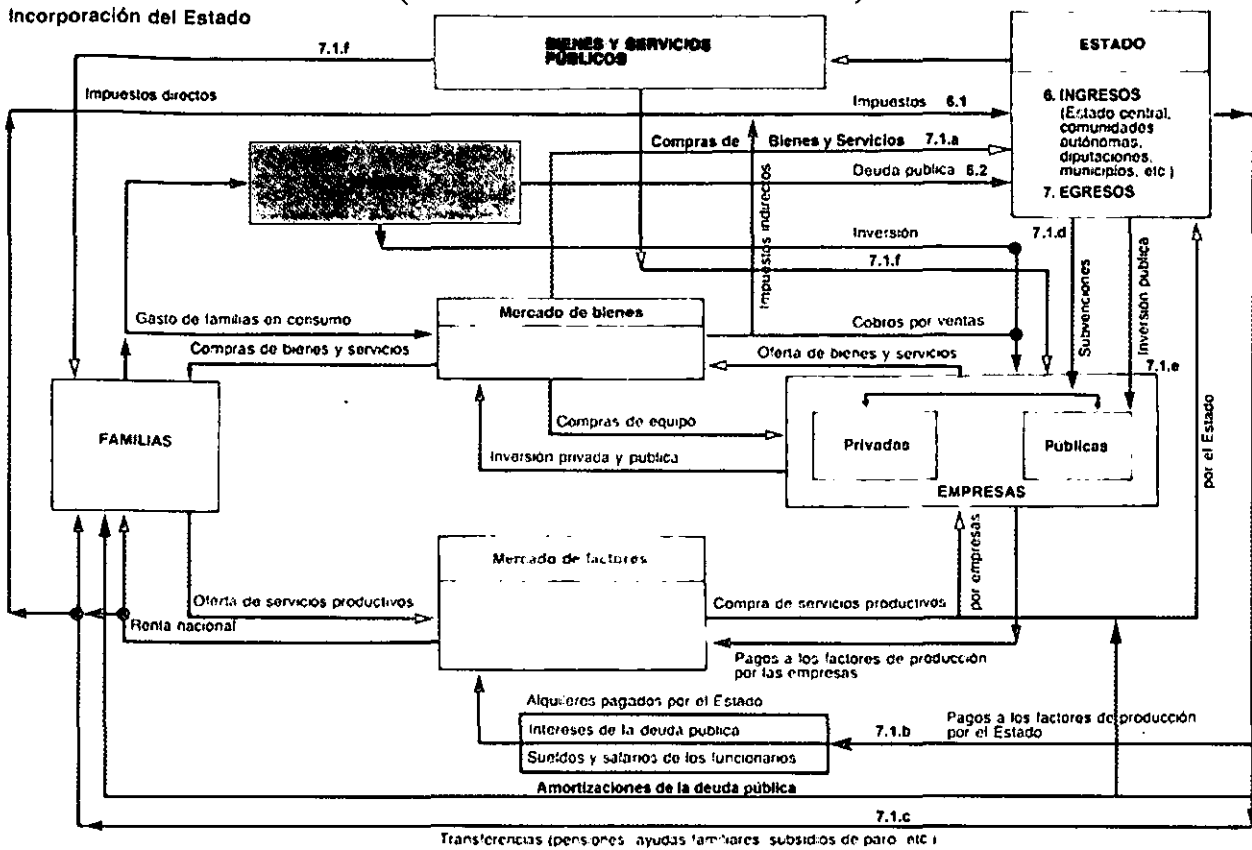 Incorporación del Estado
7.1.f
BIENES Y SERVICIOS
PÚBLICOS
ESTADO
Impuestos directos
Impuestos 6.1
6. INGRESOS
(Estado central,
comunidades
autónomas,
diputaciones,
municipios, etc.)
7. EGRESOS
Compras de Bienes y Servicios 7.1.a
Deuda publica 6.2
Impuestos indirectos
Inversión
7.1.f
7.1.d
Subvenciones
Inversión publica
7.1.e
Gasto de familias en consumo
Mercado de bienes
Cobros por ventas
Compras de bienes y servicios
Oferta de bienes y servicios
FAMILIAS
Compras de equipo
Privadas
Públicas
Inversión privada y publica
EMPRESAS
por el Estado
Mercado de factores
por empresas
Oferta de servicios productivos
Compra de servicios productivos
Renta nacional
Pagos a los factores de producción
por las empresas
Alquileres pagados por el Estado
Intereses de la deuda publica
Sueldos y salarios de los funcionarios
7.1.b
Pagos a los factores de producción
por el Estado
Amortizaciones de la deuda pública
7.1.c
Transferencias (pensiones, ayudas familiares, subsidios de paro, etc.)